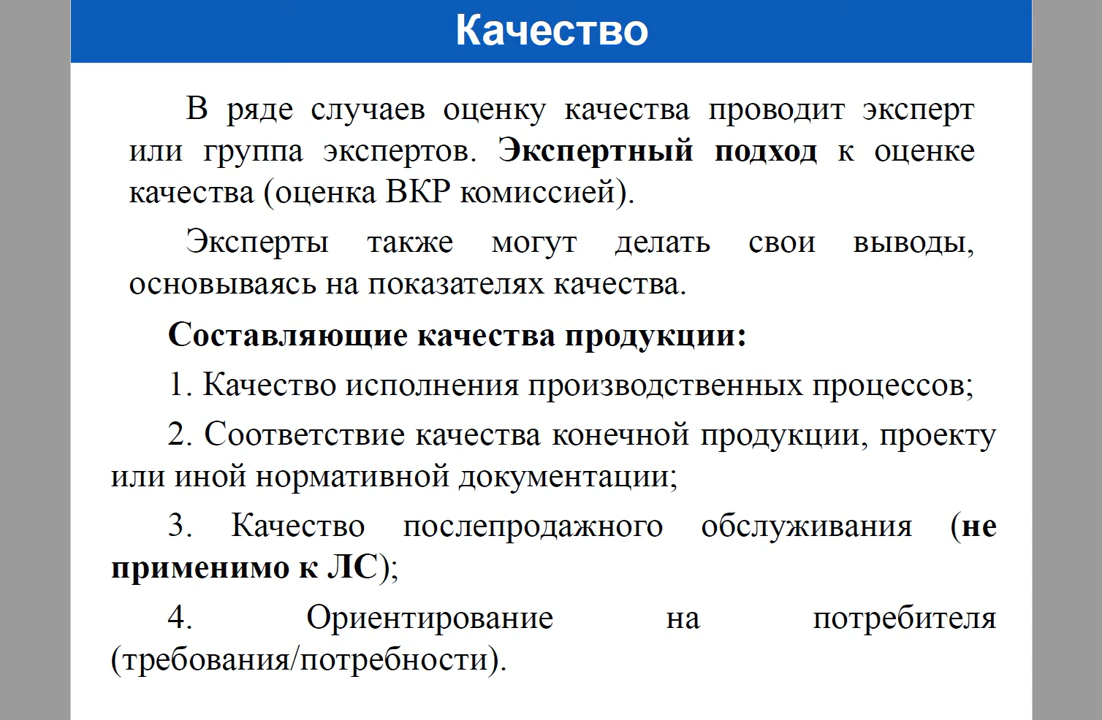 Качество
В ряде случаев оценку качества проводит эксперт
или группа экспертов. Экспертный подход к оценке
качества (оценка ВКР комиссией).
Эксперты также могут делать свои выводы,
основываясь на показателях качества.
Составляющие качества продукции:
1. Качество исполнения производственных процессов;
2. Соответствие качества конечной продукции, проекту
или иной нормативной документации;
3. Качество послепродажного обслуживания (не
применимо к ЛС);
4. Ориентирование на потребителя
(требования/потребности).